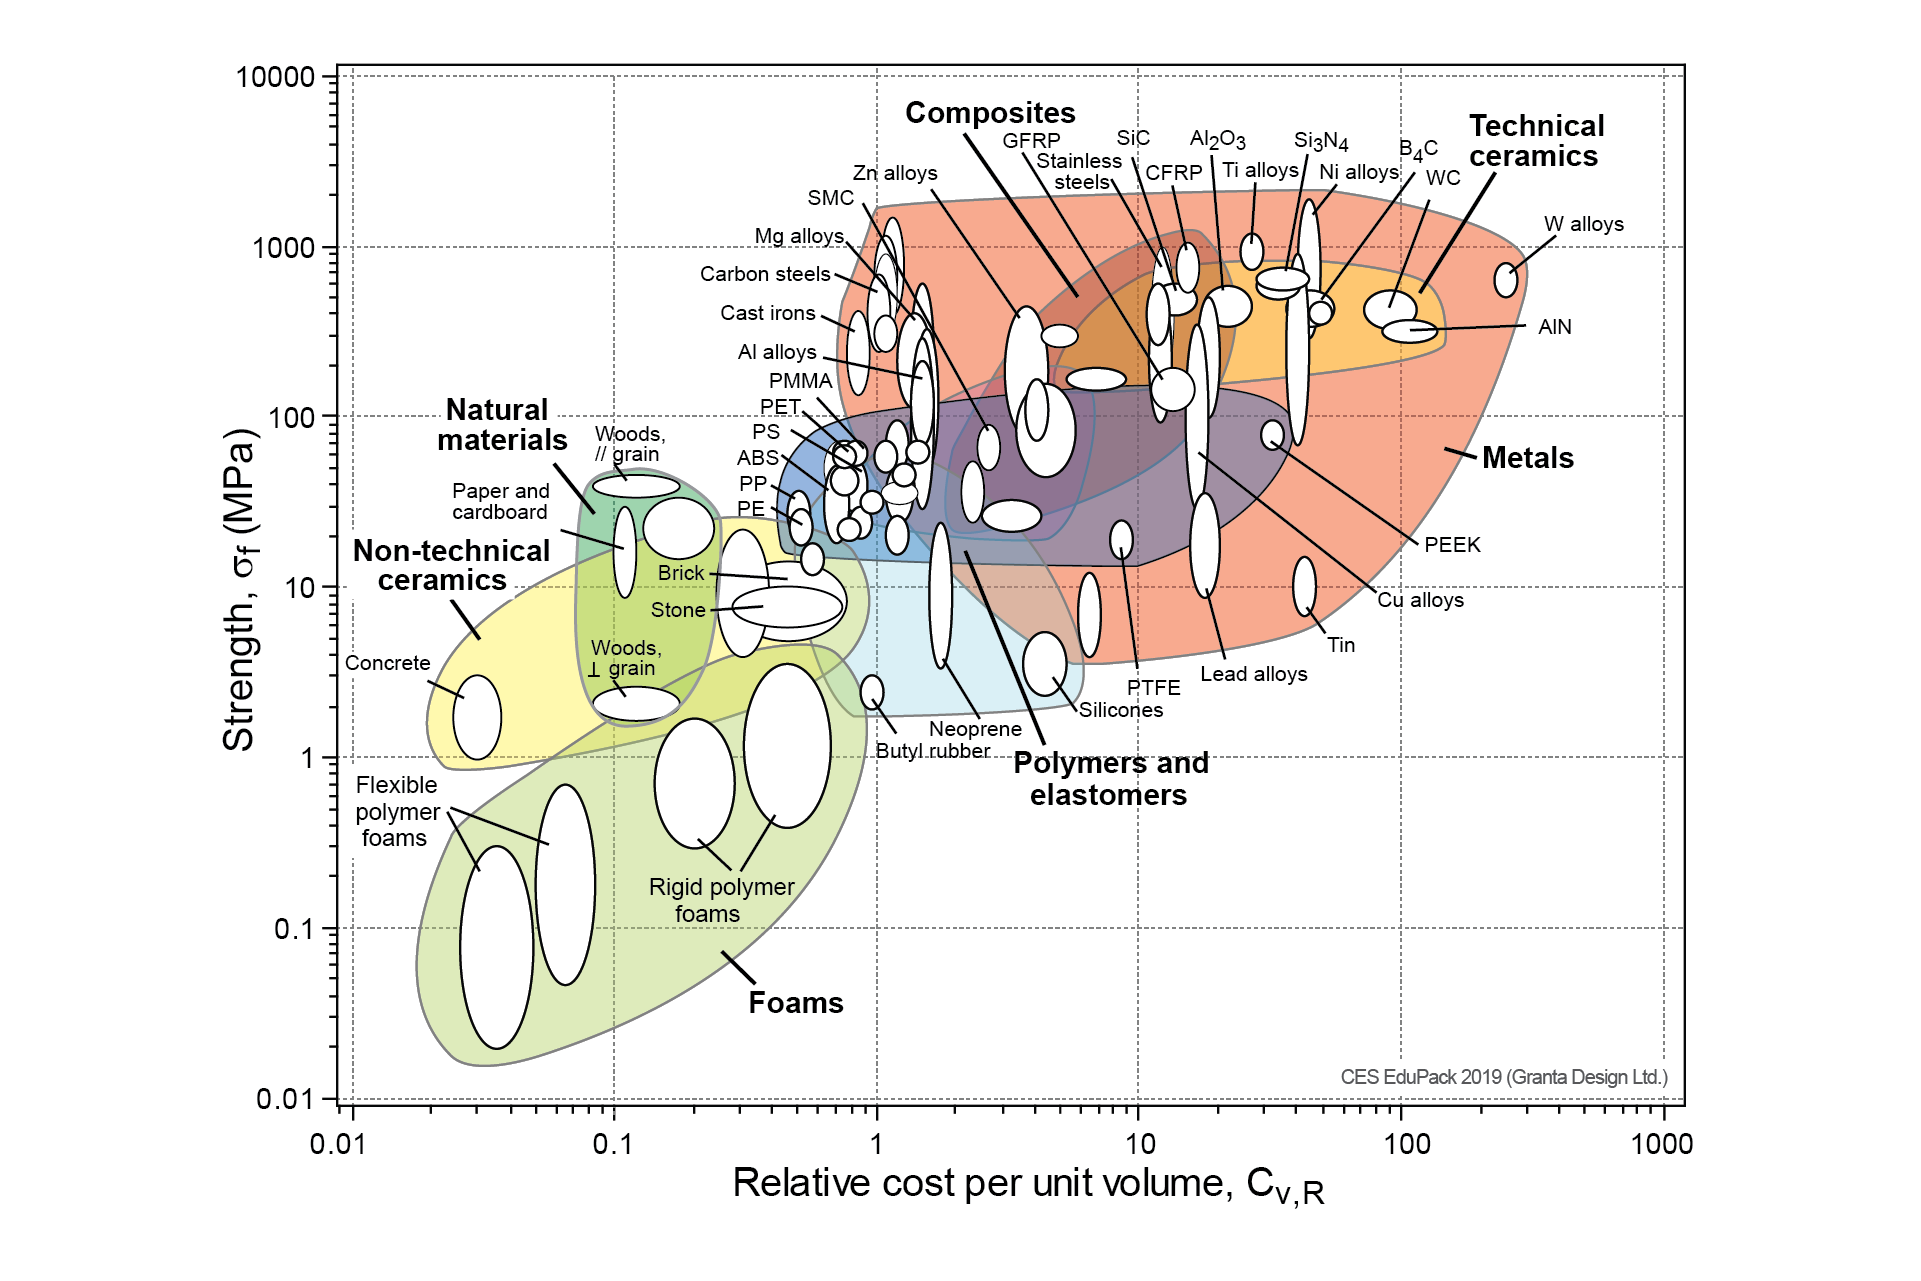 10000
1000
100
10
1
0.1
0.01
Strength, σf (MPa)
0.01
0.1
1
10
100
1000
Relative cost per unit volume, Cv,R
Composites
GFRP
SiC
Al2O3
Si3N4
B4C
Technical
ceramics
Stainless
steels
CFRP
Ti alloys
Ni alloys
WC
Zn alloys
SMC
W alloys
Mg alloys
Carbon steels
Cast irons
AlN
Al alloys
PMMA
PET
PS
ABS
PP
PE
Natural
materials
Woods,
// grain
Paper and
cardboard
Metals
Non-technical
ceramics
Brick
Stone
PEEK
Cu alloys
Tin
Lead alloys
PTFE
Silicones
Woods,
⊥ grain
Concrete
Neoprene
Butyl rubber
Polymers and
elastomers
Flexible
polymer
foams
Rigid polymer
foams
Foams
CES EduPack 2019 (Granta Design Ltd.)